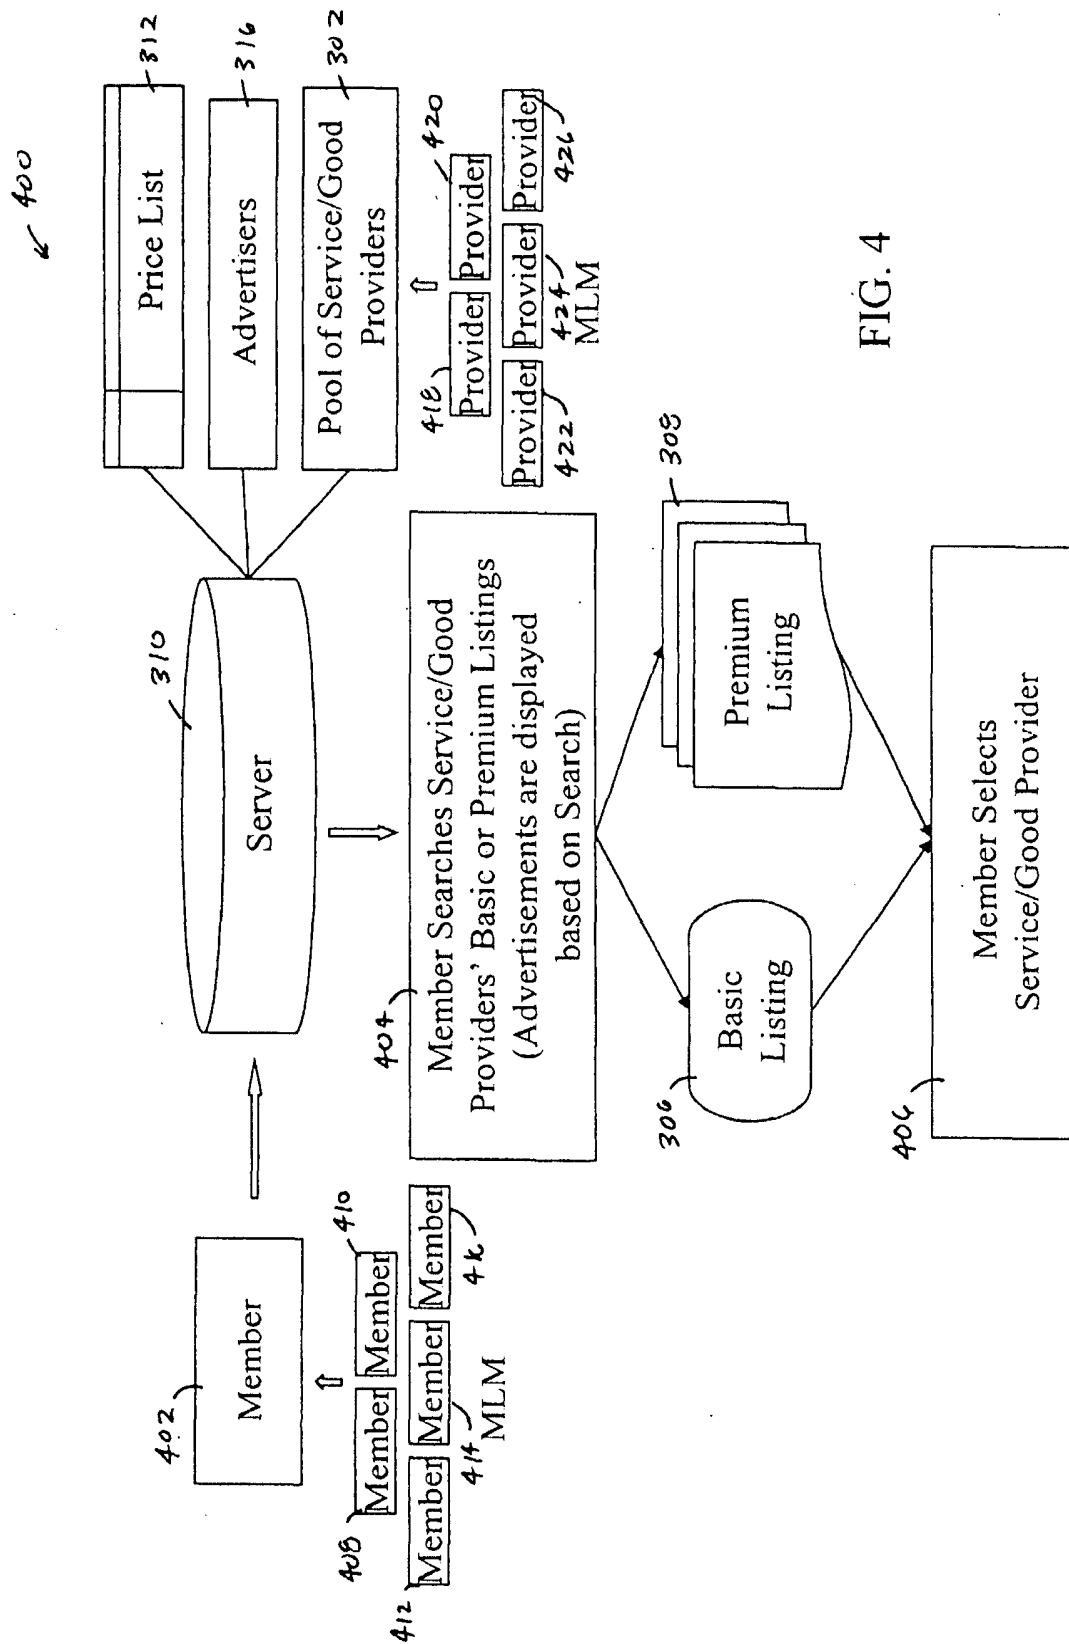 400
312
Price List
316
Advertisers
302
Pool of Service/Good
Providers
418
420
Provider
Provider
Provider
Provider
Provider
422
424
426
MLM
310
Server
402
Member
408
410
Member
Member
Member
Member
Member
412
414
MLM
404
Member Searches Service/Good
Providers' Basic or Premium Listings
(Advertisements are displayed
based on Search)
306
Basic
Listing
308
Premium
Listing
406
Member Selects
Service/Good Provider
FIG. 4